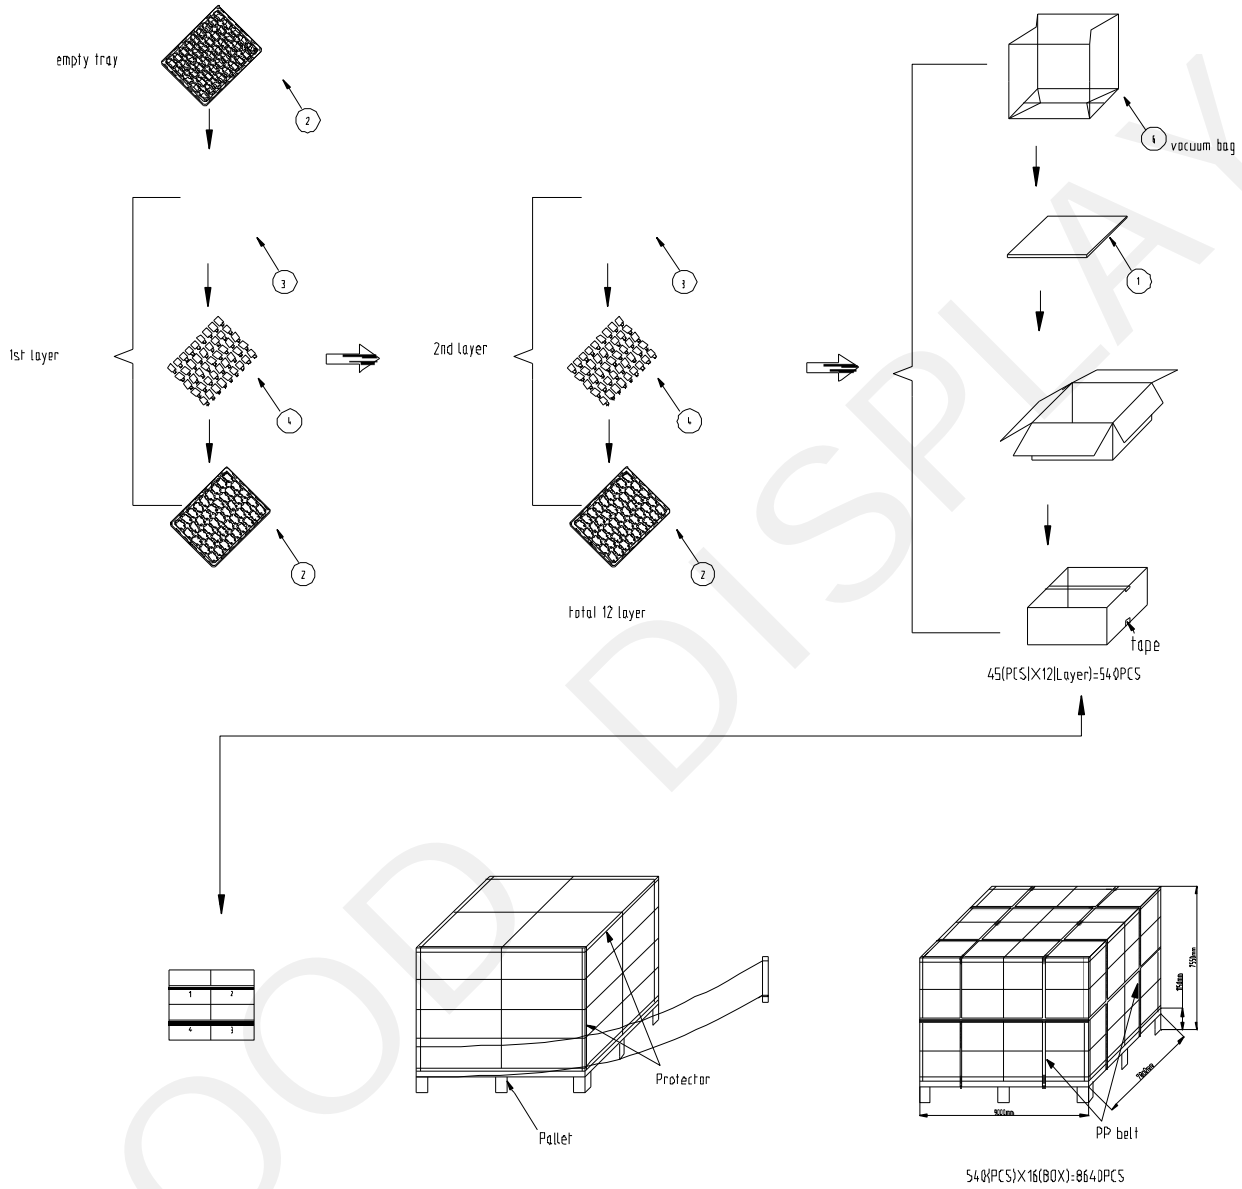 empty tray
2
6 vacuum bag
3
3
1
1st layer
2nd layer
4
4
2
2
total 12 layer
tape
45(PCS)X12(Layer)=540PCS
1 2
4 3
Protector
Pallet
PP belt
540(PCS)X16(BOX)=8640PCS
OOD DISPLAY